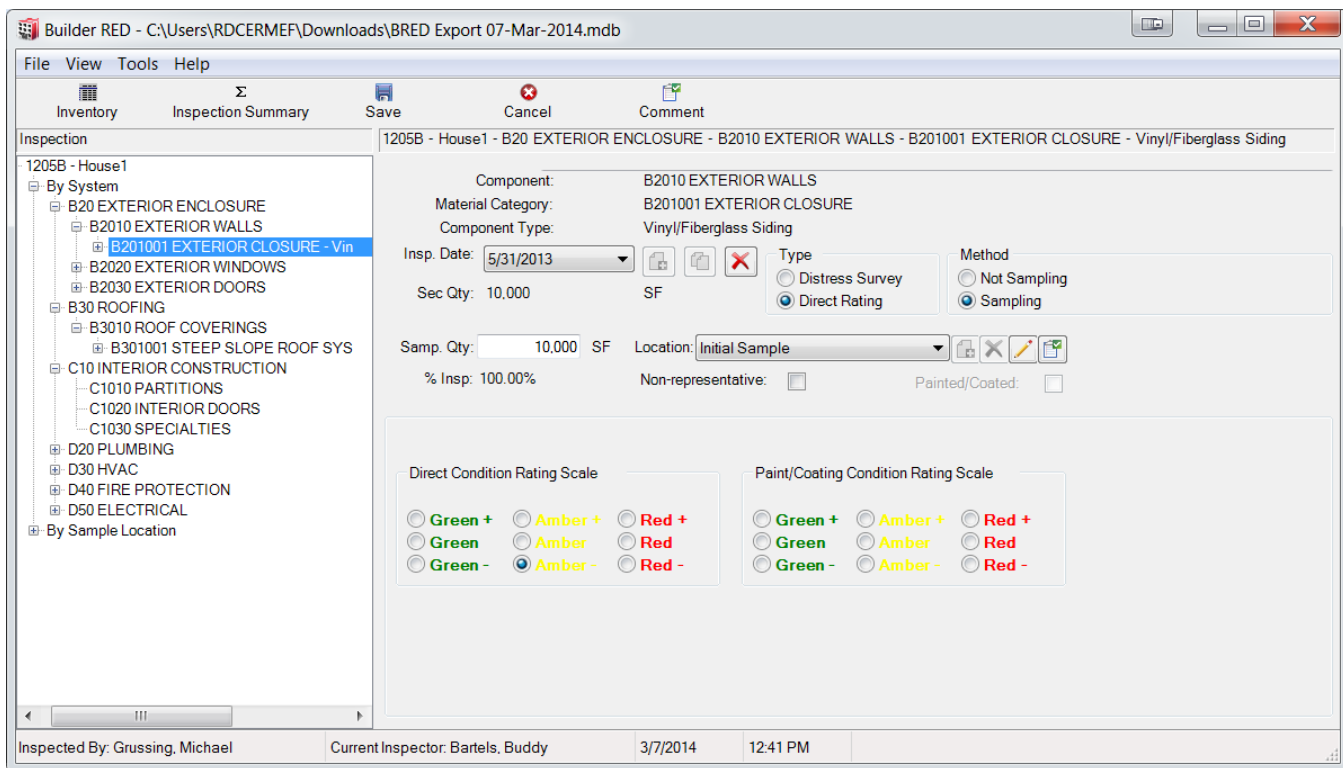 Builder RED - C:\Users\RDCERMEF\Downloads\BRED Export 07-Mar-2014.mdb
File View Tools Help
Inventory Σ Inspection Summary Save Cancel Comment
Inspection
1205B - House1 - B20 EXTERIOR ENCLOSURE - B2010 EXTERIOR WALLS - B201001 EXTERIOR CLOSURE - Vinyl/Fiberglass Siding
1205B - House1
By System
B20 EXTERIOR ENCLOSURE
B2010 EXTERIOR WALLS
B201001 EXTERIOR CLOSURE - Vin
B2020 EXTERIOR WINDOWS
B2030 EXTERIOR DOORS
B30 ROOFING
B3010 ROOF COVERINGS
B301001 STEEP SLOPE ROOF SYS
C10 INTERIOR CONSTRUCTION
C1010 PARTITIONS
C1020 INTERIOR DOORS
C1030 SPECIALTIES
D20 PLUMBING
D30 HVAC
D40 FIRE PROTECTION
D50 ELECTRICAL
By Sample Location
Component: B2010 EXTERIOR WALLS
Material Category: B201001 EXTERIOR CLOSURE
Component Type: Vinyl/Fiberglass Siding
Insp. Date: 5/31/2013
Type
Distress Survey
Direct Rating
Method
Not Sampling
Sampling
Sec Qty: 10,000 SF
Samp. Qty: 10,000 SF Location: Initial Sample
% Insp: 100.00% Non-representative: Painted/Coated:
Direct Condition Rating Scale
Green + Amber + Red +
Green Amber Red
Green - Amber - Red -
Paint/Coating Condition Rating Scale
Green + Amber + Red +
Green Amber Red
Green - Amber - Red -
Inspected By: Grussing, Michael Current Inspector: Bartels, Buddy 3/7/2014 12:41 PM